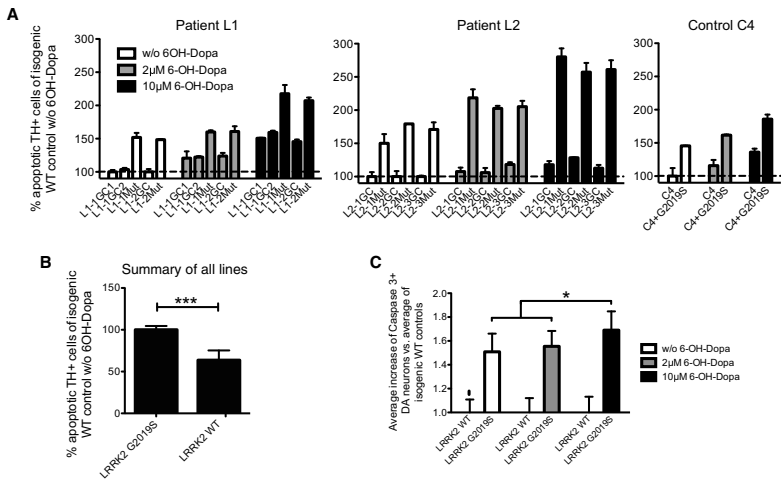 A
Patient L1
Patient L2
Control C4
% apoptotic TH+ cells of isogenic
WT control w/o 6OH-Dopa
300
250
200
150
100
w/o 6OH-Dopa
2µM 6-OH-Dopa
10µM 6-OH-Dopa
L1-1GC1
L1-1GC2
L1-1Mut
L1-2GC
L1-2Mut
L1-1GC1
L1-1GC2
L1-1Mut
L1-2GC
L1-2Mut
L1-1GC1
L1-1GC2
L1-1Mut
L1-2GC
L1-2Mut
300
250
200
150
100
L2-1GC
L2-1Mut
L2-2GC
L2-2Mut
L2-3GC
L2-3Mut
L2-1GC
L2-1Mut
L2-2GC
L2-2Mut
L2-3GC
L2-3Mut
L2-1GC
L2-1Mut
L2-2GC
L2-2Mut
L2-3GC
L2-3Mut
300
250
200
150
100
C4
C4+G2019S
C4
C4+G2019S
C4
C4+G2019S
B
Summary of all lines
% apoptotic TH+ cells of isogenic
WT control w/o 6OH-Dopa
150
100
50
0
***
LRRK2 G2019S
LRRK2 WT
C
Average increase of Caspase 3+
DA neurons vs. average of
isogenic WT controls
2.0
1.8
1.6
1.4
1.2
1.0
*
LRRK2 WT
LRRK2 G2019S
LRRK2 WT
LRRK2 G2019S
LRRK2 WT
LRRK2 G2019S
w/o 6-OH-Dopa
2µM 6-OH-Dopa
10µM 6-OH-Dopa